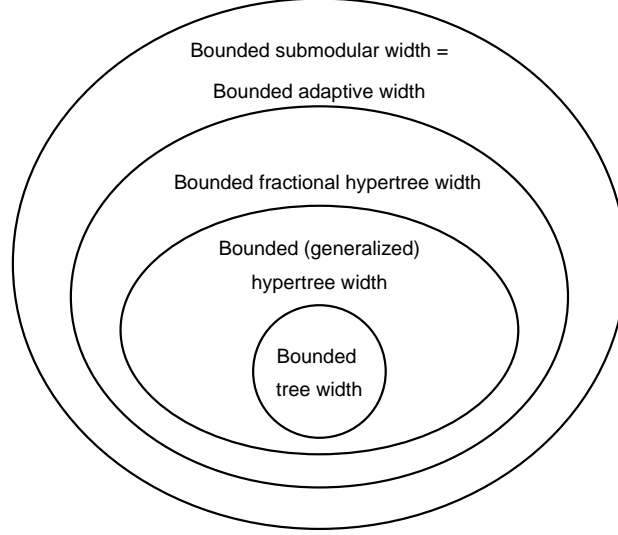 Bounded submodular width =
Bounded adaptive width
Bounded fractional hypertree width
Bounded (generalized)
hypertree width
Bounded
tree width